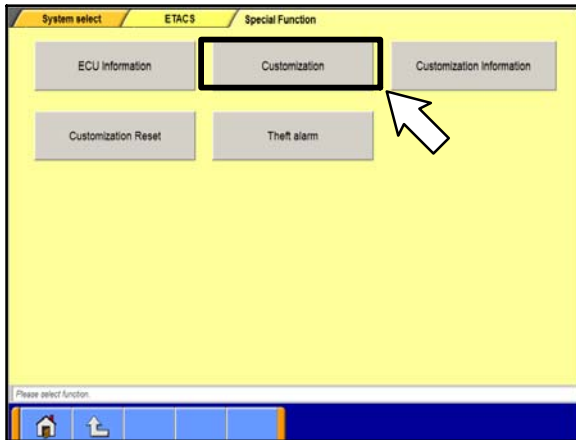 System select ETACS Special Function
ECU Information Customization Customization Information
Customization Reset Theft alarm
Please select function.